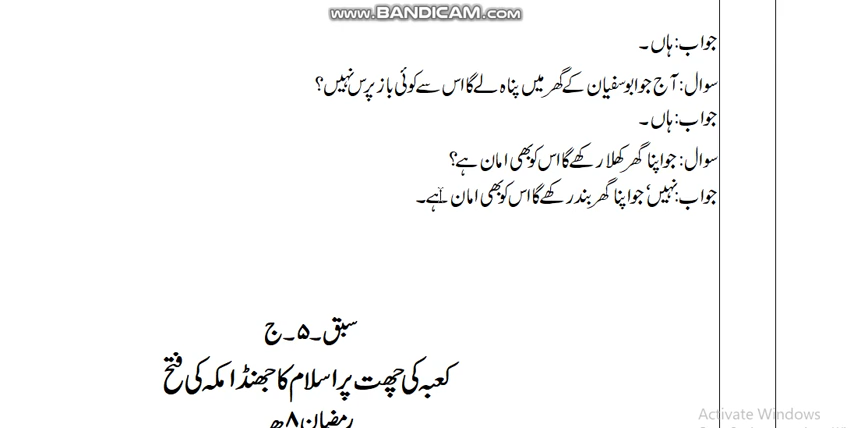 www.BANDICAM.com
جواب: ہاں ۔
سوال: آج جو ابوسفیان کے گھر میں پناہ لے گا اس سے کوئی باز پرس نہیں؟
جواب: ہاں ۔
سوال: جو اپنا گھر کھلا رکھے گا اس کو بھی امان ہے؟
جواب: نہیں‘ جو اپنا گھر بند رکھے گا اس کو بھی امان ہے۔
سبق ۔ ۵ ۔ ج
کعبہ کی چھت پر اسلام کا جھنڈا مکہ کی فتح
رمضان ۸ھ
Activate Windows